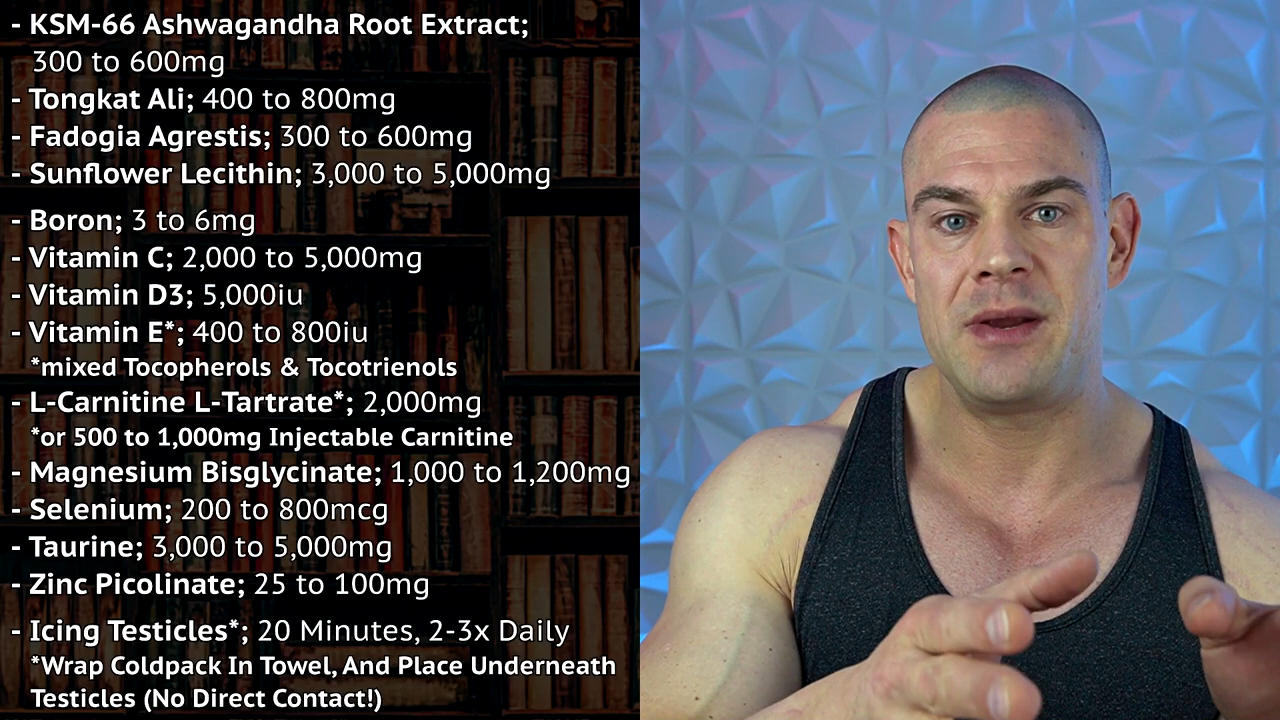 - KSM-66 Ashwagandha Root Extract;
300 to 600mg
- Tongkat Ali; 400 to 800mg
- Fadogia Agrestis; 300 to 600mg
- Sunflower Lecithin; 3,000 to 5,000mg
- Boron; 3 to 6mg
- Vitamin C; 2,000 to 5,000mg
- Vitamin D3; 5,000iu
- Vitamin E*; 400 to 800iu
*mixed Tocopherols & Tocotrienols
- L-Carnitine L-Tartrate*; 2,000mg
*or 500 to 1,000mg Injectable Carnitine
- Magnesium Bisglycinate; 1,000 to 1,200mg
- Selenium; 200 to 800mcg
- Taurine; 3,000 to 5,000mg
- Zinc Picolinate; 25 to 100mg
- Icing Testicles*; 20 Minutes, 2-3x Daily
*Wrap Coldpack In Towel, And Place Underneath
Testicles (No Direct Contact!)